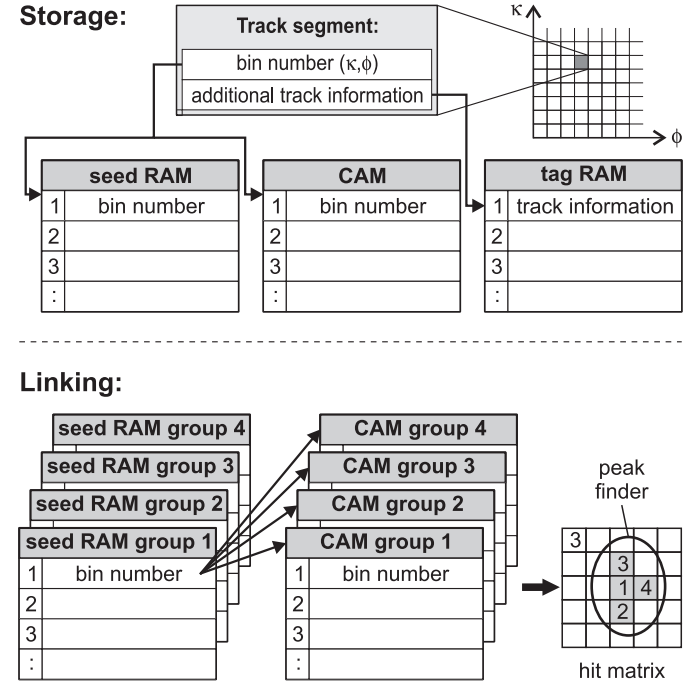 Storage:
Track segment:
bin number (κ,ϕ)
additional track information
κ
ϕ
seed RAM
1 bin number
2
3
:
CAM
1 bin number
2
3
:
tag RAM
1 track information
2
3
:
Linking:
seed RAM group 4
seed RAM group 3
seed RAM group 2
seed RAM group 1
1 bin number
2
3
:
CAM group 4
CAM group 3
CAM group 2
CAM group 1
1 bin number
2
3
:
peak
finder
3
3
1 4
2
hit matrix